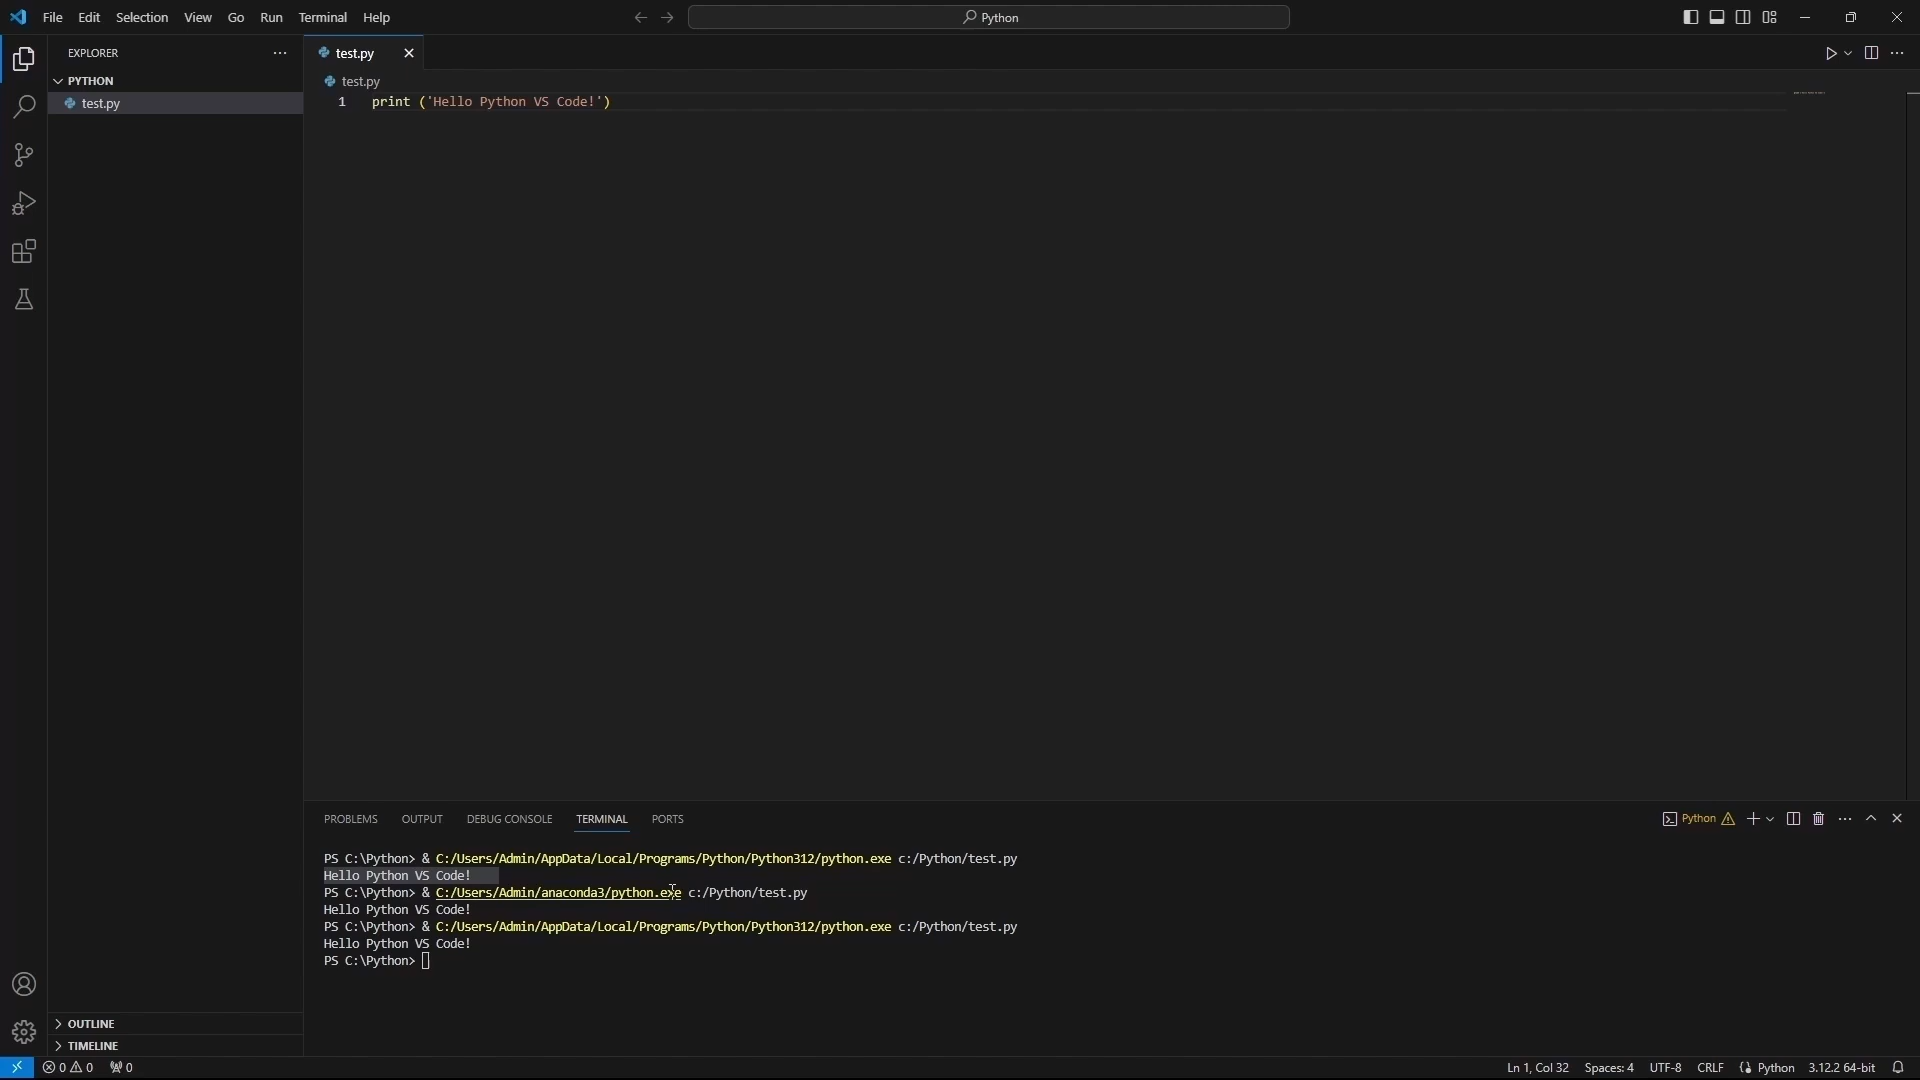 File Edit Selection View Go Run Terminal Help
Python
EXPLORER
test.py
PYTHON
test.py
test.py
1 print ('Hello Python VS Code!')
PROBLEMS OUTPUT DEBUG CONSOLE TERMINAL PORTS
Python
PS C:\Python> & C:/Users/Admin/AppData/Local/Programs/Python/Python312/python.exe c:/Python/test.py
Hello Python VS Code!
PS C:\Python> & C:/Users/Admin/anaconda3/python.exe c:/Python/test.py
Hello Python VS Code!
PS C:\Python> & C:/Users/Admin/AppData/Local/Programs/Python/Python312/python.exe c:/Python/test.py
Hello Python VS Code!
PS C:\Python>
OUTLINE
TIMELINE
0 0 0 Ln 1, Col 32 Spaces: 4 UTF-8 CRLF Python 3.12.2 64-bit